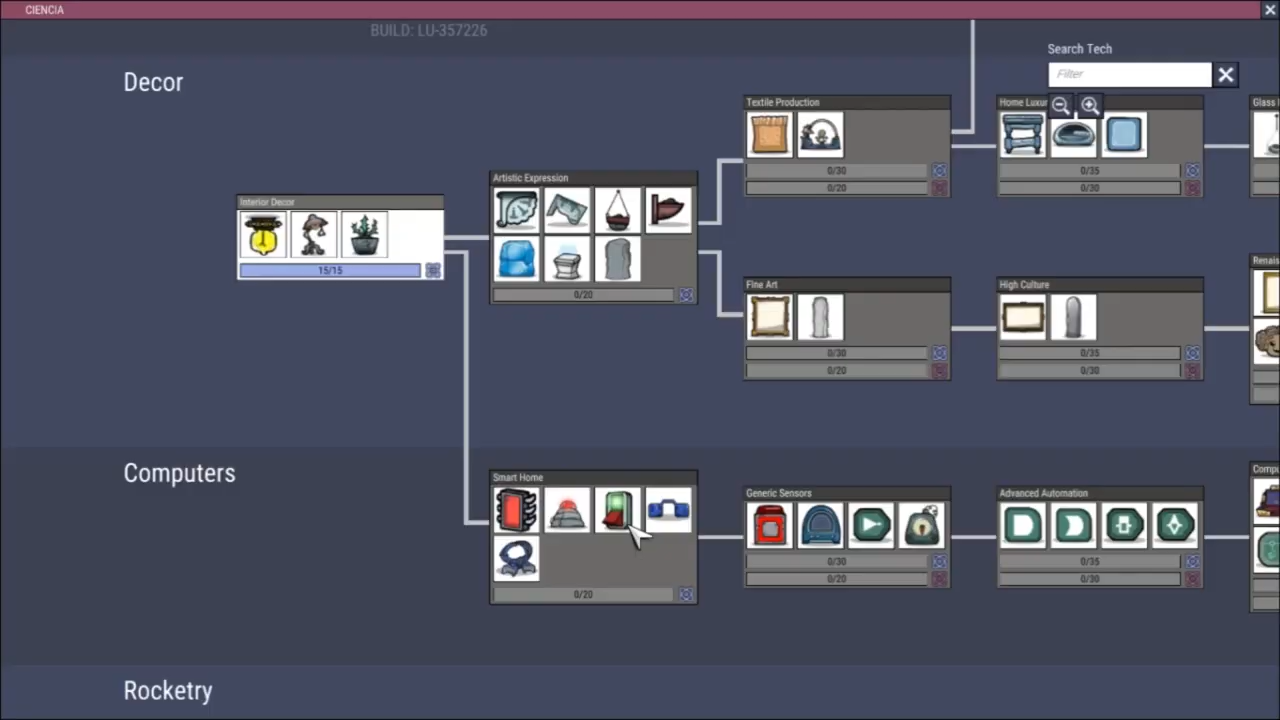 CIENCIA
BUILD: LU-357226
Search Tech
Filter
Decor
Textile Production
0/30
0/20
Home Luxur
0/35
0/30
Glass
Artistic Expression
0/20
Interior Decor
15/15
Fine Art
0/30
0/20
High Culture
0/35
0/30
Renais
Computers
Smart Home
0/20
Generic Sensors
0/30
0/20
Advanced Automation
0/35
0/30
Compu
Rocketry